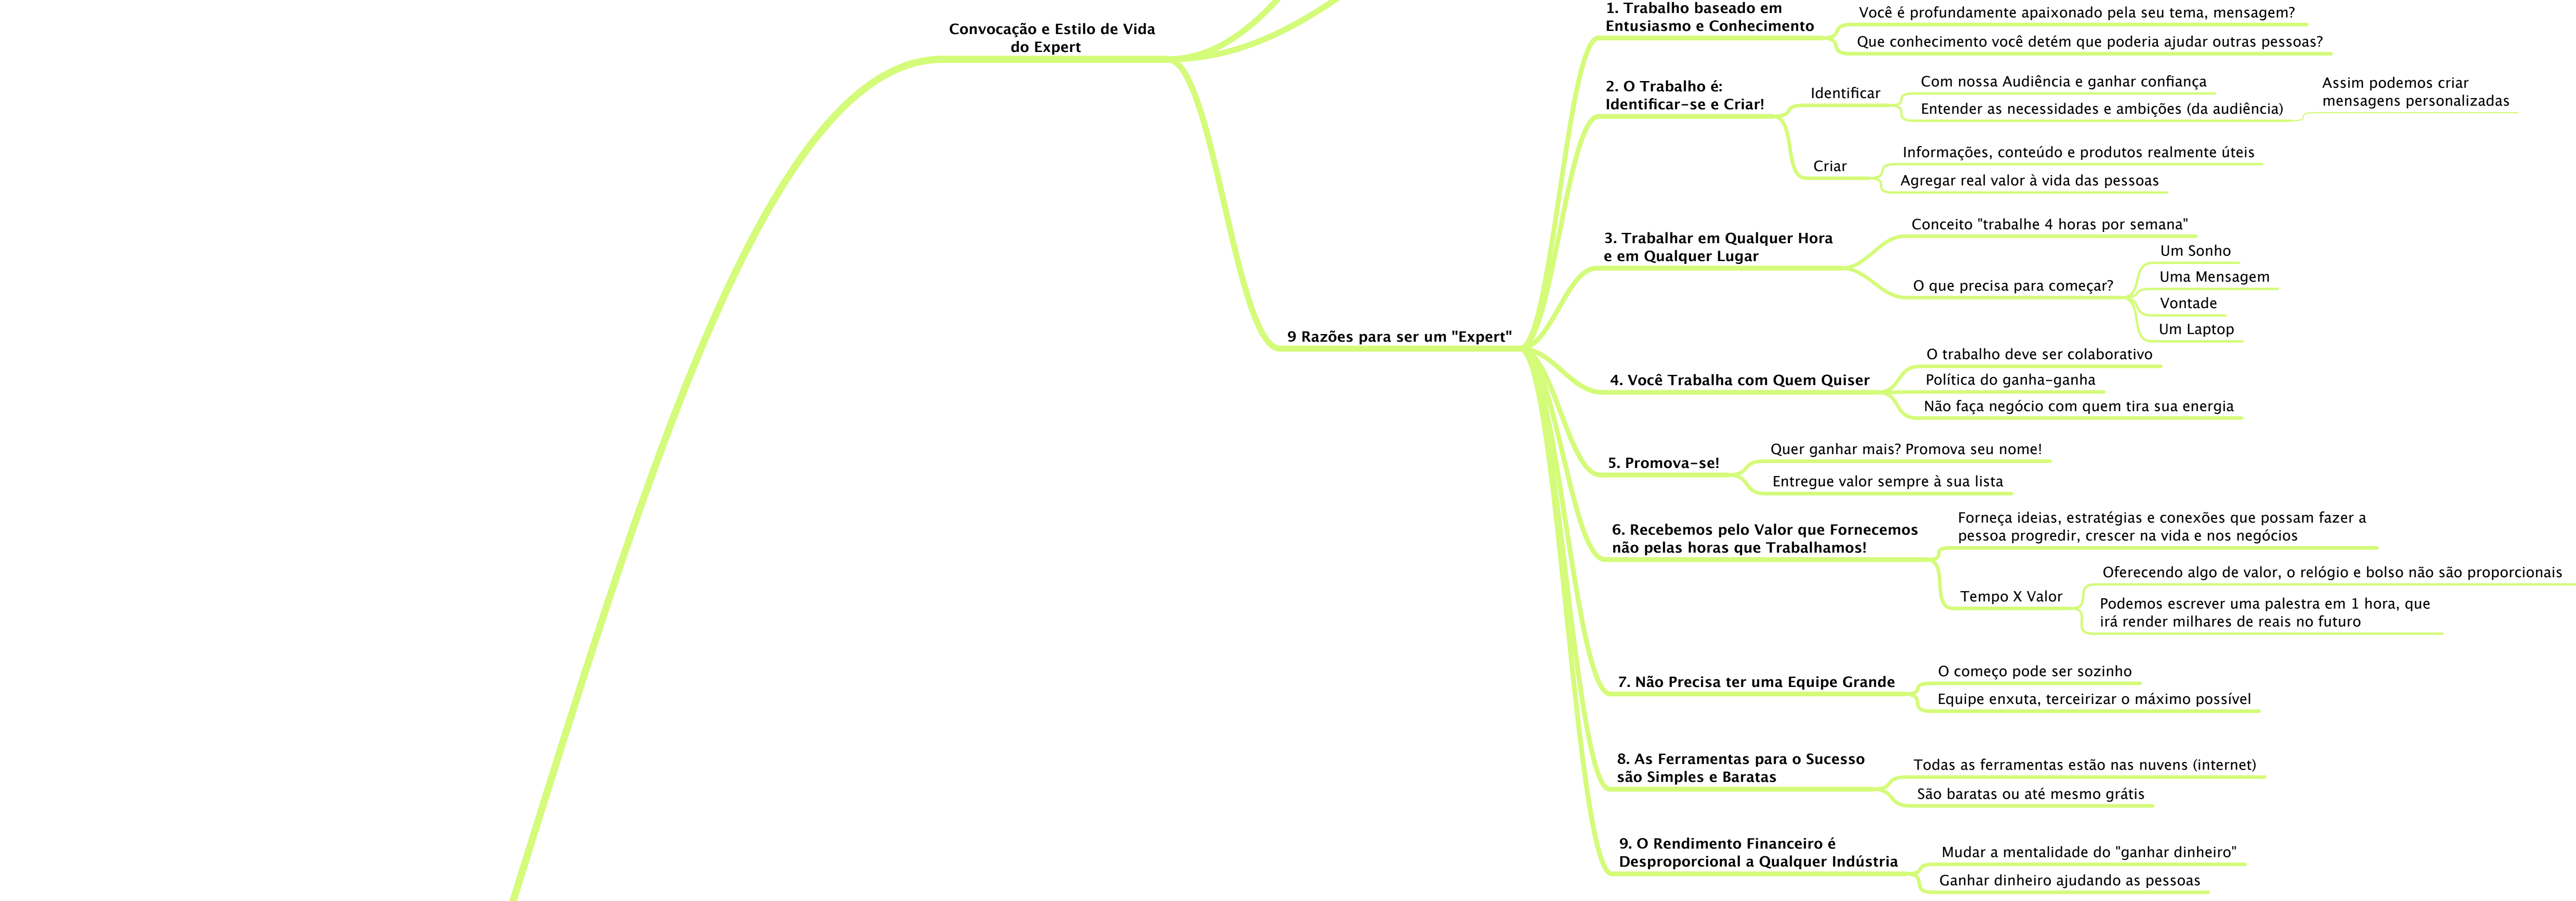 Convocação e Estilo de Vida
do Expert
9 Razões para ser um "Expert"
1. Trabalho baseado em
Entusiasmo e Conhecimento
Você é profundamente apaixonado pela seu tema, mensagem?
Que conhecimento você detém que poderia ajudar outras pessoas?
2. O Trabalho é:
Identificar-se e Criar!
Identificar
Com nossa Audiência e ganhar confiança
Entender as necessidades e ambições (da audiência)
Assim podemos criar
mensagens personalizadas
Criar
Informações, conteúdo e produtos realmente úteis
Agregar real valor à vida das pessoas
3. Trabalhar em Qualquer Hora
e em Qualquer Lugar
Conceito "trabalhe 4 horas por semana"
O que precisa para começar?
Um Sonho
Uma Mensagem
Vontade
Um Laptop
4. Você Trabalha com Quem Quiser
O trabalho deve ser colaborativo
Política do ganha-ganha
Não faça negócio com quem tira sua energia
5. Promova-se!
Quer ganhar mais? Promova seu nome!
Entregue valor sempre à sua lista
6. Recebemos pelo Valor que Fornecemos
não pelas horas que Trabalhamos!
Forneça ideias, estratégias e conexões que possam fazer a
pessoa progredir, crescer na vida e nos negócios
Tempo X Valor
Oferecendo algo de valor, o relógio e bolso não são proporcionais
Podemos escrever uma palestra em 1 hora, que
irá render milhares de reais no futuro
7. Não Precisa ter uma Equipe Grande
O começo pode ser sozinho
Equipe enxuta, terceirizar o máximo possível
8. As Ferramentas para o Sucesso
são Simples e Baratas
Todas as ferramentas estão nas nuvens (internet)
São baratas ou até mesmo grátis
9. O Rendimento Financeiro é
Desproporcional a Qualquer Indústria
Mudar a mentalidade do "ganhar dinheiro"
Ganhar dinheiro ajudando as pessoas